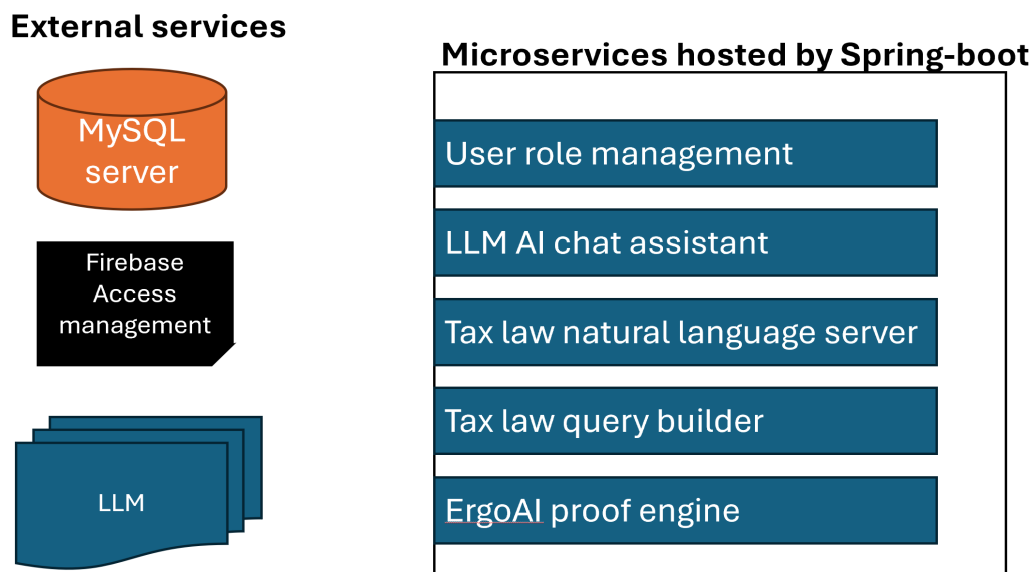 External services
MySQL
server
Firebase
Access
management
LLM
Microservices hosted by Spring-boot
User role management
LLM AI chat assistant
Tax law natural language server
Tax law query builder
ErgoAI proof engine